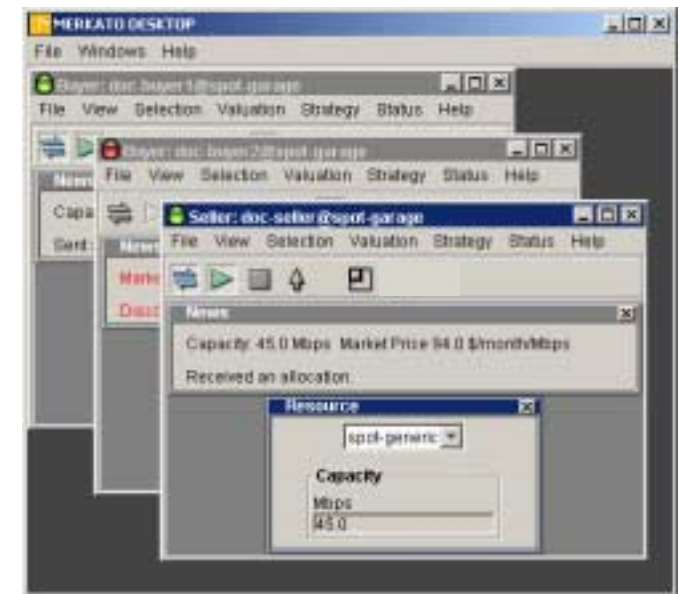 MERKATO DESKTOP
File Windows Help
Buyer: doc-buyer1@spot-garage
File View Selection Valuation Strategy Status Help
News
Capa
Sent
Buyer: doc-buyer2@spot-garage
File View Selection Valuation Strategy Status Help
News
Marke
Seller: doc-seller@spot-garage
File View Selection Valuation Strategy Status Help
News
Capacity: 45.0 Mbps Market Price 94.0 $/month/Mbps
Received an allocation.
Resource
spot-generic
Capacity
Mbps
45.0